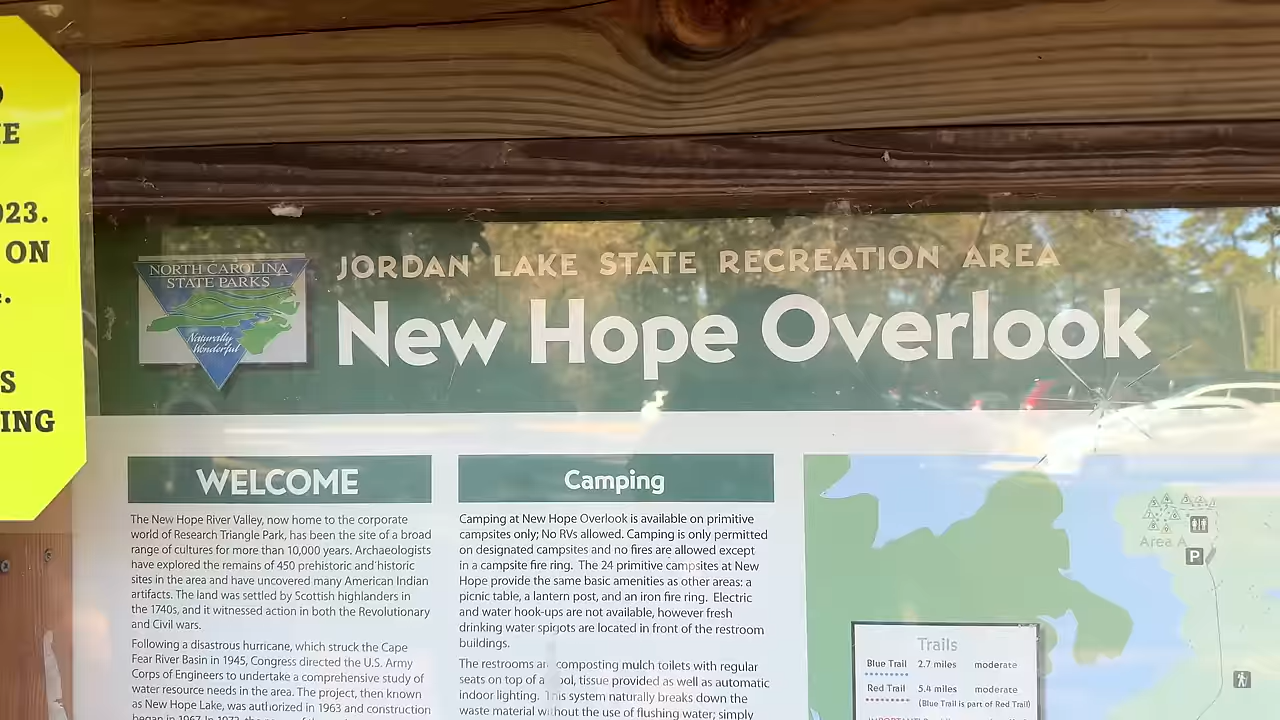 023.
ON
S
ING
NORTH CAROLINA
STATE PARKS
Naturally
Wonderful
JORDAN LAKE STATE RECREATION AREA
New Hope Overlook
WELCOME
The New Hope River Valley, now home to the corporate
world of Research Triangle Park, has been the site of a broad
range of cultures for more than 10,000 years. Archaeologists
have explored the remains of 450 prehistoric and historic
sites in the area and have uncovered many American Indian
artifacts. The land was settled by Scottish highlanders in
the 1740s, and it witnessed action in both the Revolutionary
and Civil wars.
Following a disastrous hurricane, which struck the Cape
Fear River Basin in 1945, Congress directed the U.S. Army
Corps of Engineers to undertake a comprehensive study of
water resource needs in the area. The project, then known
as New Hope Lake, was authorized in 1963 and construction
began in 1967. In 1973, the
Camping
Camping at New Hope Overlook is available on primitive
campsites only; No RVs allowed. Camping is only permitted
in designated campsites and no fires are allowed except
in a campsite fire ring. The 24 primitive campsites at New
Hope provide the same basic amenities as other areas: a
picnic table, a lantern post, and an iron fire ring. Electric
and water hook-ups are not available, however fresh
drinking water spigots are located in front of the restroom
buildings.
The restrooms are composting mulch toilets with regular
seats on top of a pool, tissue provided as well as automatic
indoor lighting. This system naturally breaks down the
waste material without the use of flushing water; simply
Area A
P
Trails
Blue Trail 2.7 miles moderate
Red Trail 5.4 miles moderate
(Blue Trail is part of Red Trail)